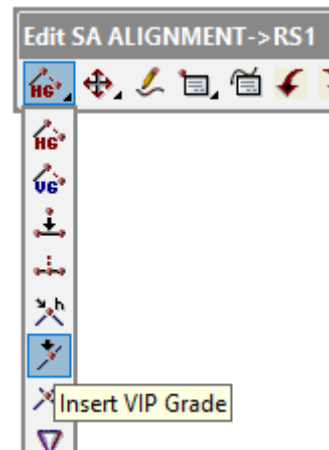 Edit SA ALIGNMENT->RS1
HG
HG
VG
h
Insert VIP Grade